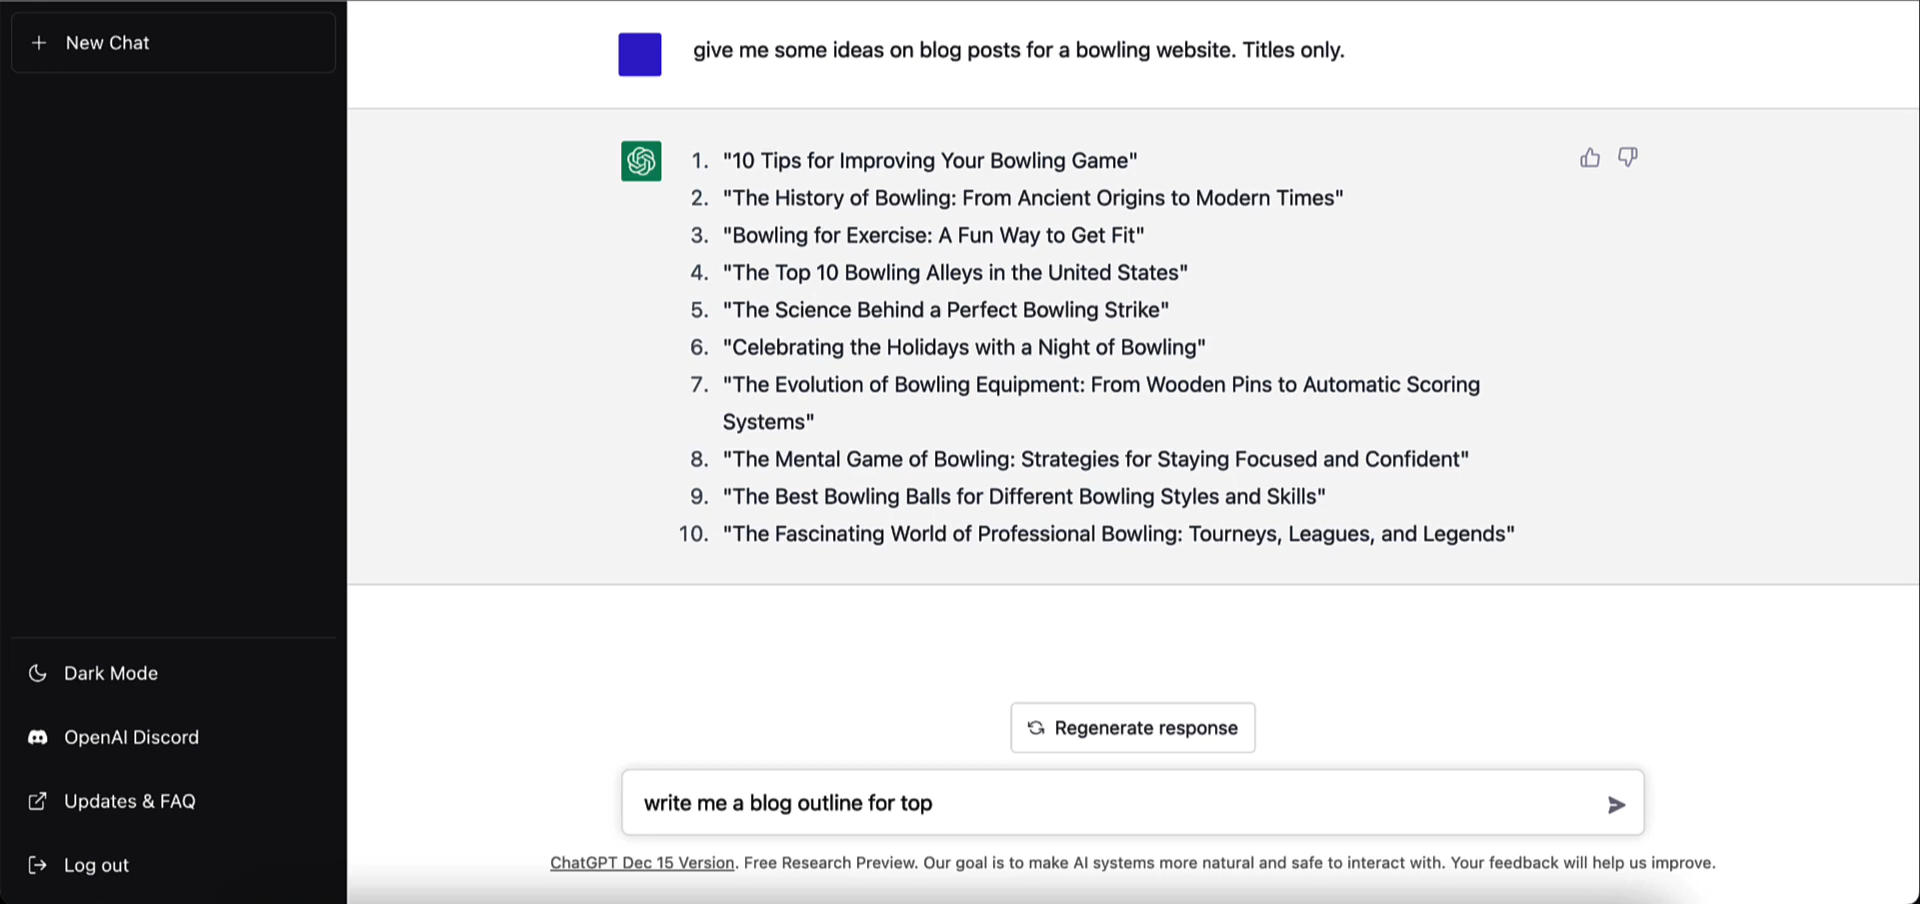 New Chat
give me some ideas on blog posts for a bowling website. Titles only.
1. "10 Tips for Improving Your Bowling Game"
2. "The History of Bowling: From Ancient Origins to Modern Times"
3. "Bowling for Exercise: A Fun Way to Get Fit"
4. "The Top 10 Bowling Alleys in the United States"
5. "The Science Behind a Perfect Bowling Strike"
6. "Celebrating the Holidays with a Night of Bowling"
7. "The Evolution of Bowling Equipment: From Wooden Pins to Automatic Scoring
Systems"
8. "The Mental Game of Bowling: Strategies for Staying Focused and Confident"
9. "The Best Bowling Balls for Different Bowling Styles and Skills"
10. "The Fascinating World of Professional Bowling: Tourneys, Leagues, and Legends"
Dark Mode
OpenAI Discord
Updates & FAQ
Log out
Regenerate response
write me a blog outline for top
ChatGPT Dec 15 Version. Free Research Preview. Our goal is to make AI systems more natural and safe to interact with. Your feedback will help us improve.